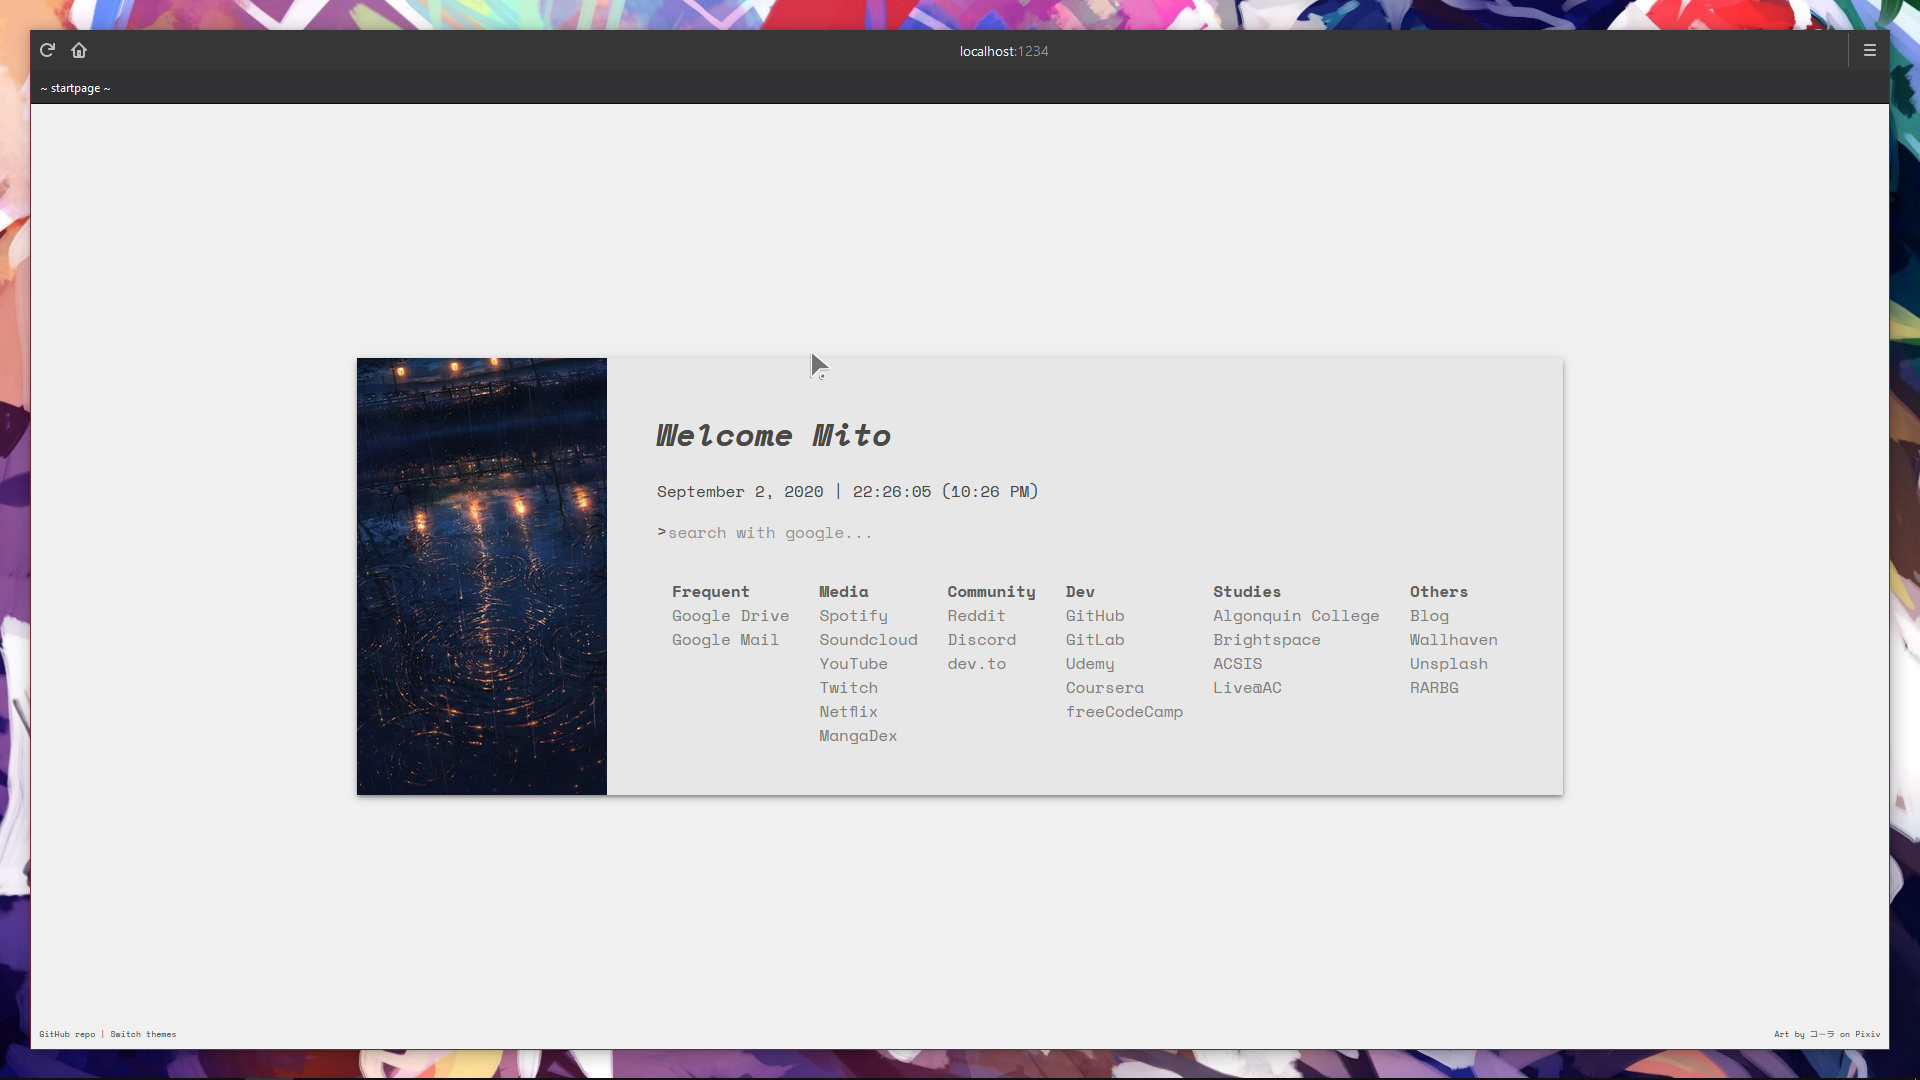 localhost:1234
~ startpage ~
Welcome Mito
September 2, 2020 | 22:26:05 (10:26 PM)
>search with google...
Frequent
Google Drive
Google Mail
Media
Spotify
Soundcloud
YouTube
Twitch
Netflix
MangaDex
Community
Reddit
Discord
dev.to
Dev
GitHub
GitLab
Udemy
Coursera
freeCodeCamp
Studies
Algonquin College
Brightspace
ACSIS
Live@AC
Others
Blog
Wallhaven
Unsplash
RARBG
GitHub repo | Switch themes
Art by コーラ on Pixiv